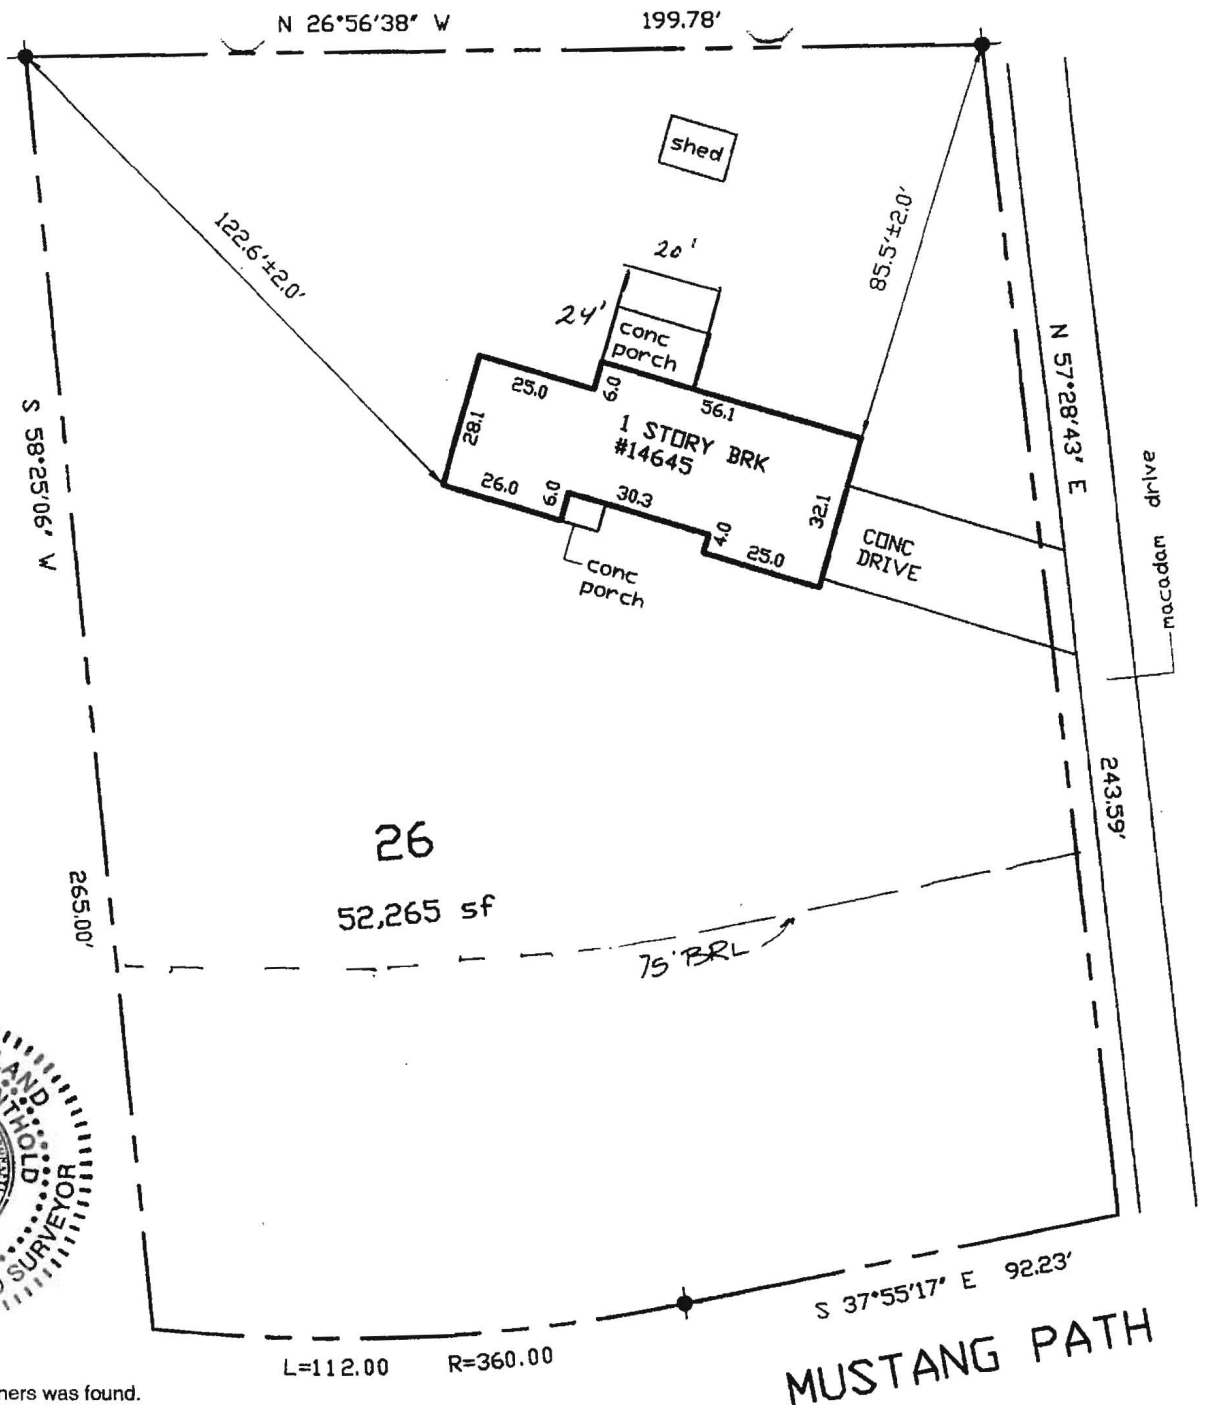 N 26°56'38" W 199.78'
shed
122.6'±2.0'
85.5'±2.0'
20'
24'
conc
porch
25.0
6.0
56.1
28.1
1 STORY BRK
#14645
26.0
6.0
30.3
4.0
25.0
32.1
conc
porch
CONC
DRIVE
N 57°28'43" E
macadam drive
S 58°25'06" W
243.59'
26
52,265 sf
265.00'
75' BRL
AND
NTHOLD
SURVEYOR
S 37°55'17" E 92.23'
L=112.00 R=360.00
MUSTANG PATH
ners was found.